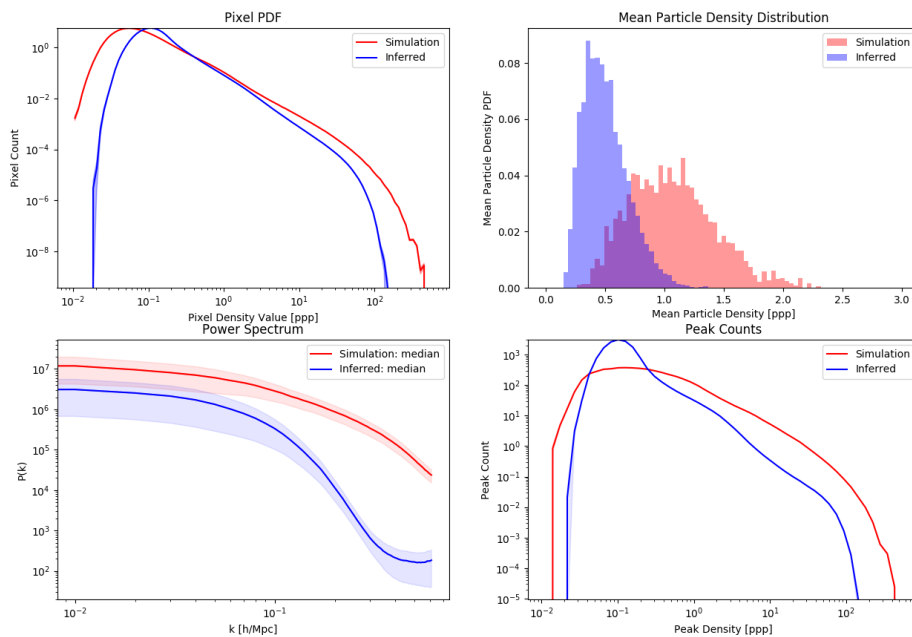 Pixel PDF
Simulation
Inferred
10⁰
10⁻²
10⁻⁴
10⁻⁶
10⁻⁸
Pixel Count
10⁻²
10⁻¹
10⁰
10¹
10²
Pixel Density Value [ppp]
Mean Particle Density Distribution
Simulation
Inferred
0.08
0.06
0.04
0.02
0.00
Mean Particle Density PDF
0.0
0.5
1.0
1.5
2.0
2.5
3.0
Mean Particle Density [ppp]
Power Spectrum
Simulation: median
Inferred: median
10⁷
10⁶
10⁵
10⁴
10³
10²
P(k)
10⁻²
10⁻¹
k [h/Mpc]
Peak Counts
Simulation
Inferred
10³
10²
10¹
10⁰
10⁻¹
10⁻²
10⁻³
10⁻⁴
10⁻⁵
Peak Count
10⁻²
10⁻¹
10⁰
10¹
10²
Peak Density [ppp]